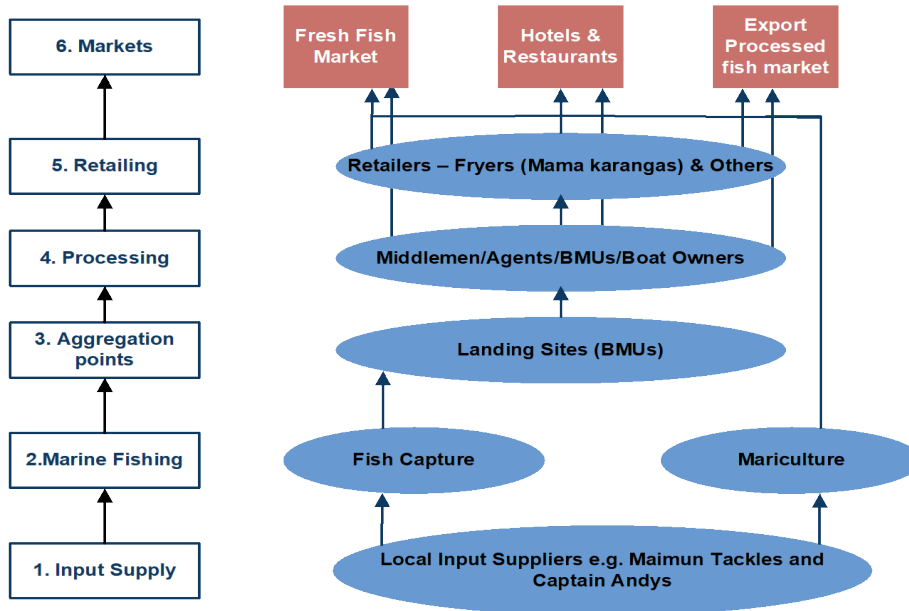 6. Markets
Fresh Fish
Market
Hotels &
Restaurants
Export
Processed
fish market
5. Retailing
Retailers – Fryers (Mama karangas) & Others
4. Processing
Middlemen/Agents/BMUs/Boat Owners
3. Aggregation
points
Landing Sites (BMUs)
2.Marine Fishing
Fish Capture
Mariculture
1. Input Supply
Local Input Suppliers e.g. Maimun Tackles and
Captain Andys